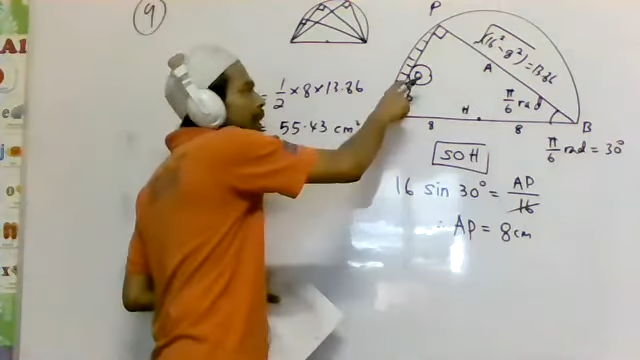 9
P
√(16² - 8²) = 13.86
A
O
H
π/6 rad
8
8
B
π/6 rad = 30°
1/2 × 8 × 13.86
= 55.43 cm²
SOH
16 sin 30° = AP/16
∴ AP = 8cm